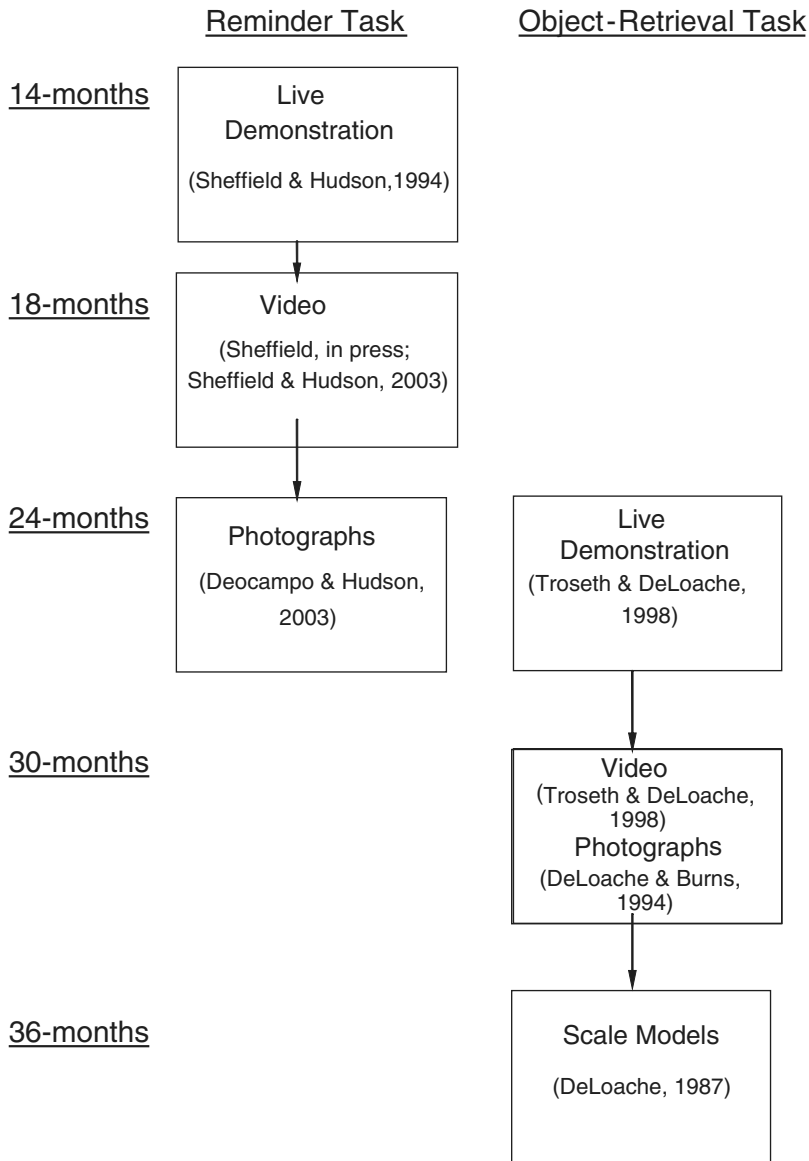 Reminder Task
Object-Retrieval Task
14-months
Live
Demonstration
(Sheffield & Hudson,1994)
18-months
Video
(Sheffield, in press;
Sheffield & Hudson, 2003)
24-months
Photographs
(Deocampo & Hudson,
2003)
Live
Demonstration
(Troseth & DeLoache,
1998)
30-months
Video
(Troseth & DeLoache,
1998)
Photographs
(DeLoache & Burns,
1994)
36-months
Scale Models
(DeLoache, 1987)